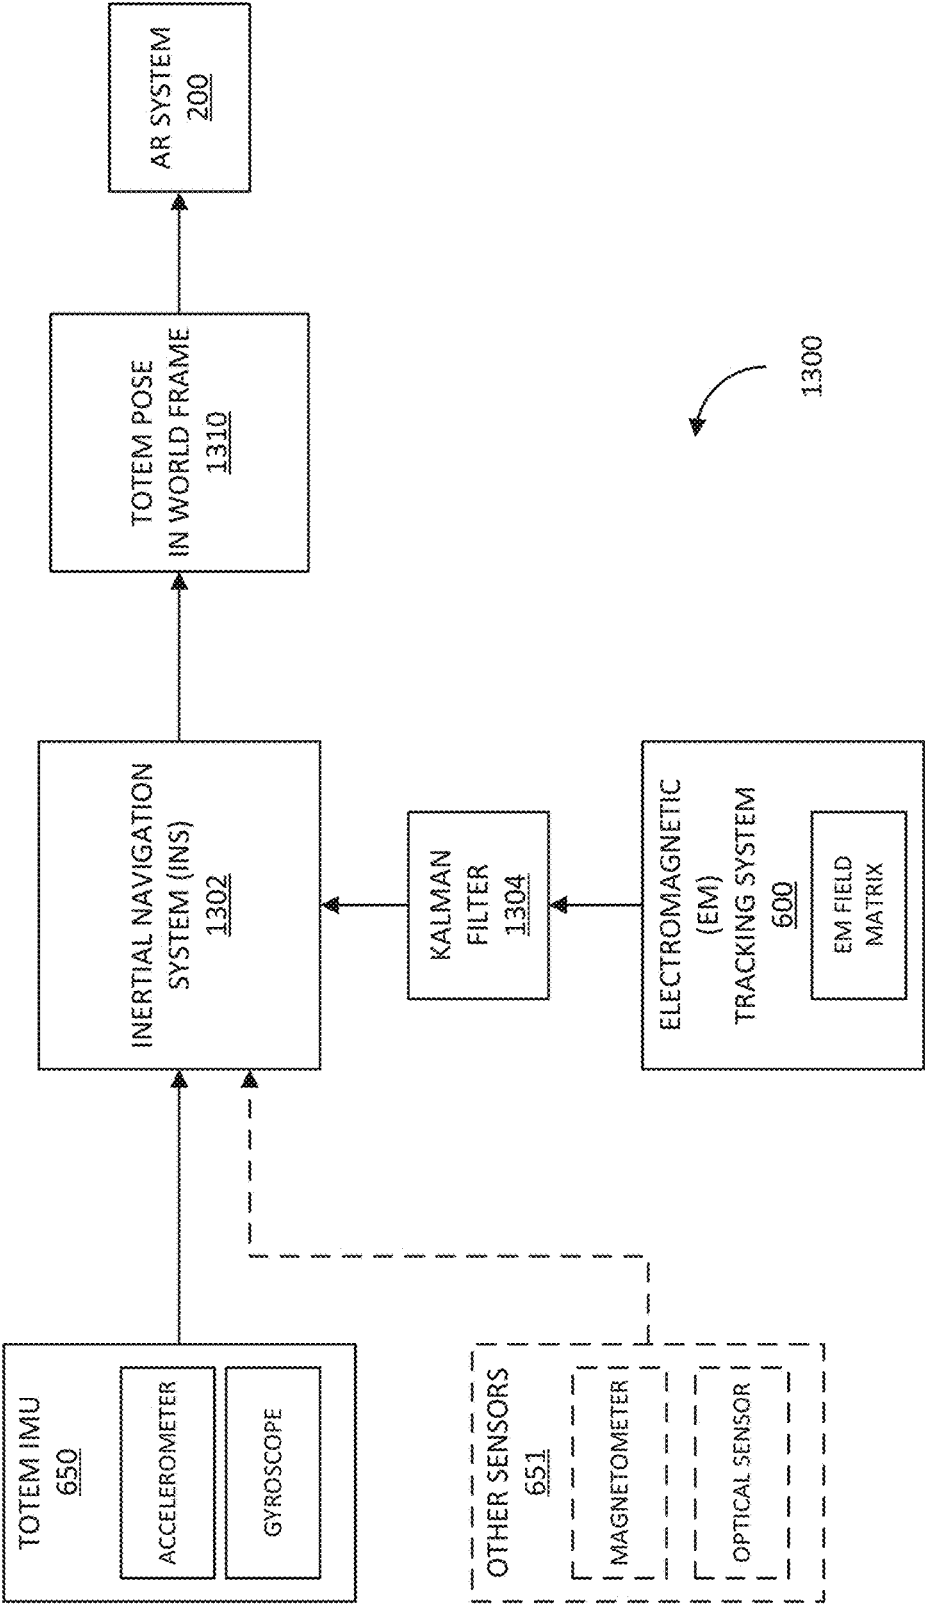 TOTEM IMU
650
ACCELEROMETER
GYROSCOPE
OTHER SENSORS
651
MAGNETOMETER
OPTICAL SENSOR
INERTIAL NAVIGATION
SYSTEM (INS)
1302
KALMAN
FILTER
1304
ELECTROMAGNETIC
(EM)
TRACKING SYSTEM
600
EM FIELD
MATRIX
TOTEM POSE
IN WORLD FRAME
1310
AR SYSTEM
200
1300